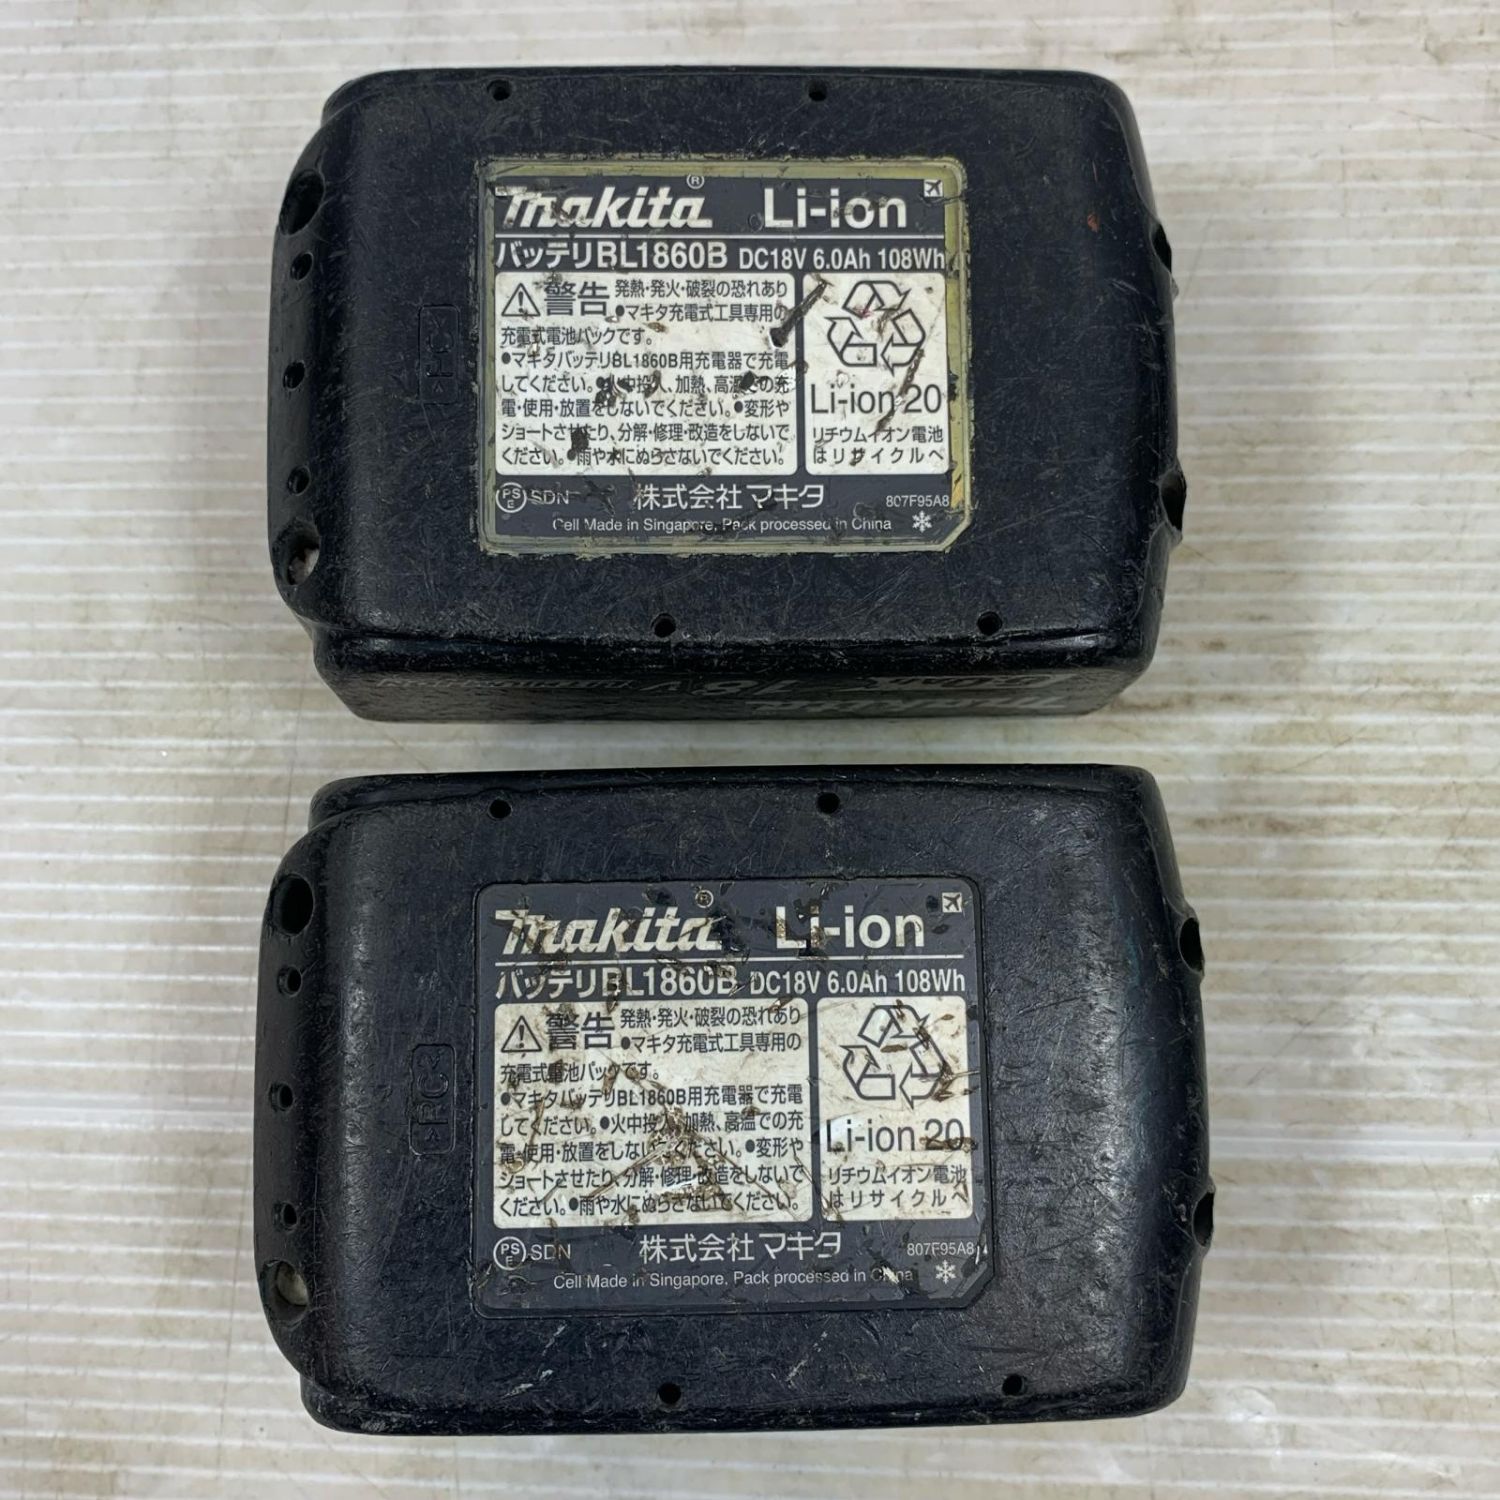 makita® Li-ion
バッテリBL1860B DC18V 6.0Ah 108Wh
警告 発熱・発火・破裂の恐れあり
●マキタ充電式工具専用の
充電式電池パックです。
●マキタバッテリBL1860B用充電器で充電
してください。●火中投入、加熱、高温での充
電・使用・放置をしないでください。●変形や
ショートさせたり、分解・修理・改造をしないで
ください。●雨や水にぬらさないでください。
Li-ion 20
リチウムイオン電池
はリサイクルへ
PS
E
SDN 株式会社マキタ 807F95A8
Cell Made in Singapore, Pack processed in China
>PC<
makita
18V
makita® Li-ion
バッテリBL1860B DC18V 6.0Ah 108Wh
警告 発熱・発火・破裂の恐れあり
●マキタ充電式工具専用の
充電式電池パックです。
●マキタバッテリBL1860B用充電器で充電
してください。●火中投入、加熱、高温での充
電・使用・放置をしないでください。●変形や
ショートさせたり、分解・修理・改造をしないで
ください。●雨や水にぬらさないでください。
Li-ion 20
リチウムイオン電池
はリサイクルへ
PS
E
SDN 株式会社マキタ 807F95A8
Cell Made in Singapore, Pack processed in China
>PC<